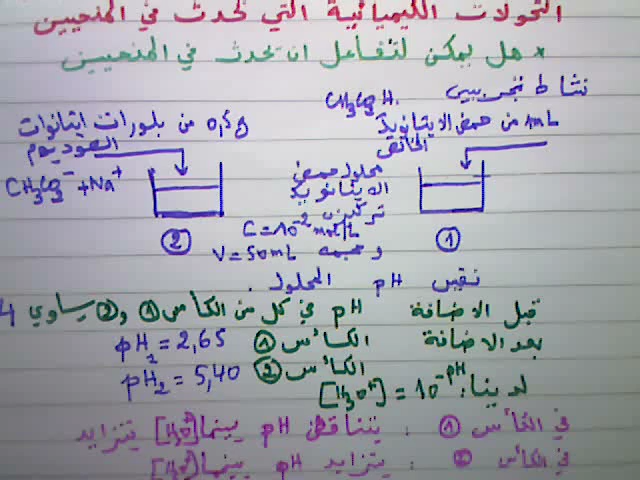 التحولات الكيميائية التي تحدث في المنحيين
* هل يمكن لتفاعل ان يحدث في المنحيين
نشاط تجريبي
CH₃CO₂H.
1mL من حمض الايثانويك
الخالص
0,5g من بلورات ايثانوات
الصوديوم
CH₃CO₂⁻ + Na⁺
محلول حمض
الايثانويك
تركيزه
C = 10⁻² mol/L
و حجمه V = 50mL
①
②
نقيس pH المحلول.
قبل الاضافة pH في كل من الكأس ① و ② يساوي 4
بعد الاضافة الكأس ① pH₂ = 2,65
الكأس ② pH₂ = 5,40
لدينا: [H₃O⁺] = 10⁻ᵖᴴ
في الكأس ① : يتناقص pH بينما [H₃O⁺] يتزايد
في الكأس ② : يتزايد pH بينما [H₃O⁺]